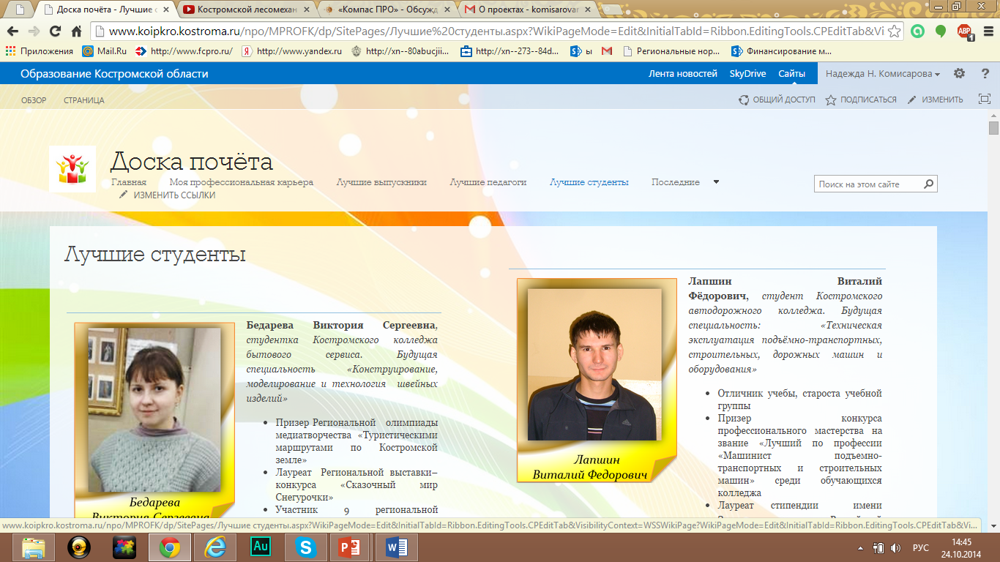 Доска почёта - Лучшие с
Костромской лесомехан
«Компас ПРО» - Обсужд
О проектах - komisarovar
www.koipkro.kostroma.ru/npo/MPROFK/dp/SitePages/Лучшие%20студенты.aspx?WikiPageMode=Edit&InitialTabId=Ribbon.EditingTools.CPEditTab&Vi
ABP 1
Приложения Mail.Ru http://www.fcpro.ru/ http://www.yandex.ru http://xn--80abucjii... http://xn--273--84d... ы Региональные нор... Финансирование м...
Образование Костромской области
Лента новостей SkyDrive Сайты Надежда Н. Комисарова ?
ОБЗОР СТРАНИЦА
ОБЩИЙ ДОСТУП ПОДПИСАТЬСЯ ИЗМЕНИТЬ
Доска почёта
Главная Моя профессиональная карьера Лучшие выпускники Лучшие педагоги Лучшие студенты Последние
ИЗМЕНИТЬ ССЫЛКИ
Поиск на этом сайте
Лучшие студенты
Бедарева
Виктория Сергеевна
Бедарева Виктория Сергеевна,
студентка Костромского колледжа
бытового сервиса. Будущая
специальность «Конструирование,
моделирование и технология швейных
изделий»
Призер Региональной олимпиады
медиатворчества «Туристическими
маршрутами по Костромской
земле»
Лауреат Региональной выставки–
конкурса «Сказочный мир
Снегурочки»
Участник 9 региональной
Лапшин
Виталий Федорович
Лапшин Виталий
Фёдорович, студент Костромского
автодорожного колледжа. Будущая
специальность: «Техническая
эксплуатация подъёмно-транспортных,
строительных, дорожных машин и
оборудования»
Отличник учебы, староста учебной
группы
Призер конкурса
профессионального мастерства на
звание «Лучший по профессии
«Машинист подъемно-
транспортных и строительных
машин» среди обучающихся
колледжа
Лауреат стипендии имени
www.koipkro.kostroma.ru/npo/MPROFK/dp/SitePages/Лучшие студенты.aspx?WikiPageMode=Edit&InitialTabId=Ribbon.EditingTools.CPEditTab&VisibilityContext=WSSWikiPage?WikiPageMode=Edit&InitialTabId=Ribbon.EditingTools.CPEditTab&Vi...
Au
РУС
14:45
24.10.2014